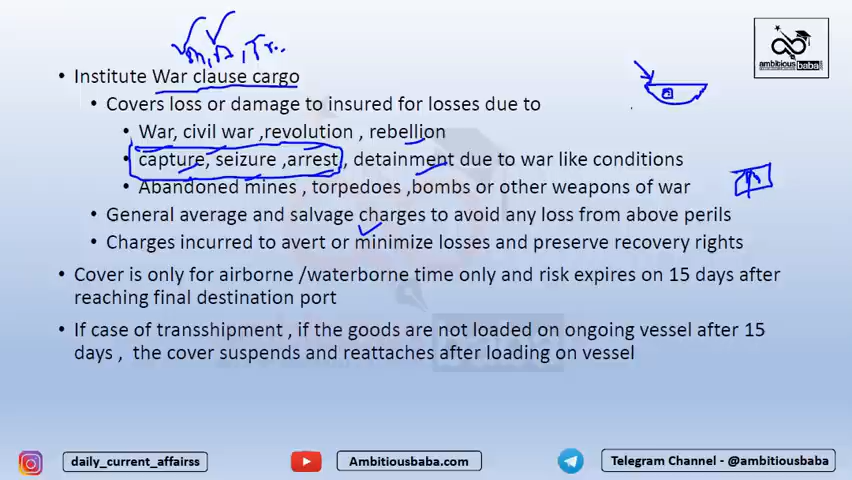 ambitiousbaba
Institute War clause cargo
Covers loss or damage to insured for losses due to
War, civil war ,revolution , rebellion
capture, seizure ,arrest , detainment due to war like conditions
Abandoned mines , torpedoes ,bombs or other weapons of war
General average and salvage charges to avoid any loss from above perils
Charges incurred to avert or minimize losses and preserve recovery rights
Cover is only for airborne /waterborne time only and risk expires on 15 days after
reaching final destination port
If case of transshipment , if the goods are not loaded on ongoing vessel after 15
days , the cover suspends and reattaches after loading on vessel
daily_current_affairss
Ambitiousbaba.com
Telegram Channel - @ambitiousbaba